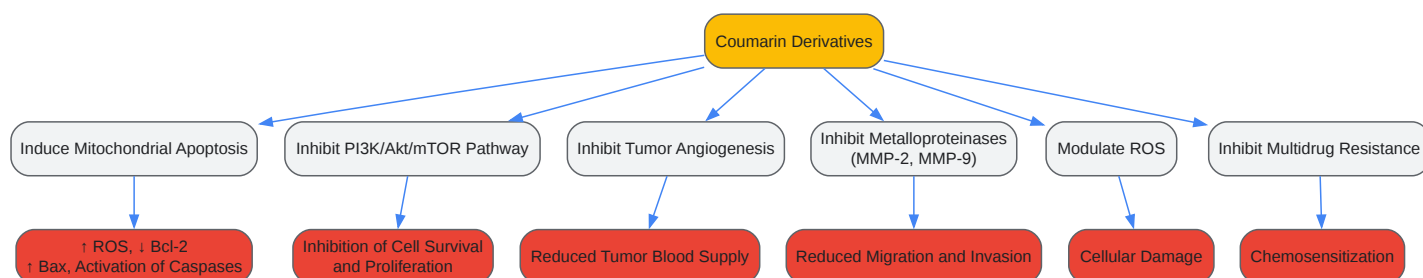 Coumarin Derivatives
Induce Mitochondrial Apoptosis
Inhibit PI3K/Akt/mTOR Pathway
Inhibit Tumor Angiogenesis
Inhibit Metalloproteinases
(MMP-2, MMP-9)
Modulate ROS
Inhibit Multidrug Resistance
↑ ROS, ↓ Bcl-2
↑ Bax, Activation of Caspases
Inhibition of Cell Survival
and Proliferation
Reduced Tumor Blood Supply
Reduced Migration and Invasion
Cellular Damage
Chemosensitization